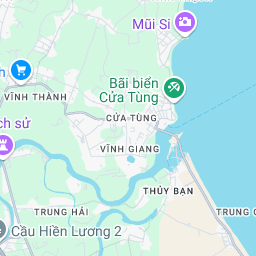 Mũi Si
h
Bãi biển
Cửa Tùng
VĨNH THÀNH
CỬA TÙNG
ch sử
VĨNH GIANG
THỦY BẠN
TRUNG HẢI
TRUNG G
Cầu Hiền Lương 2